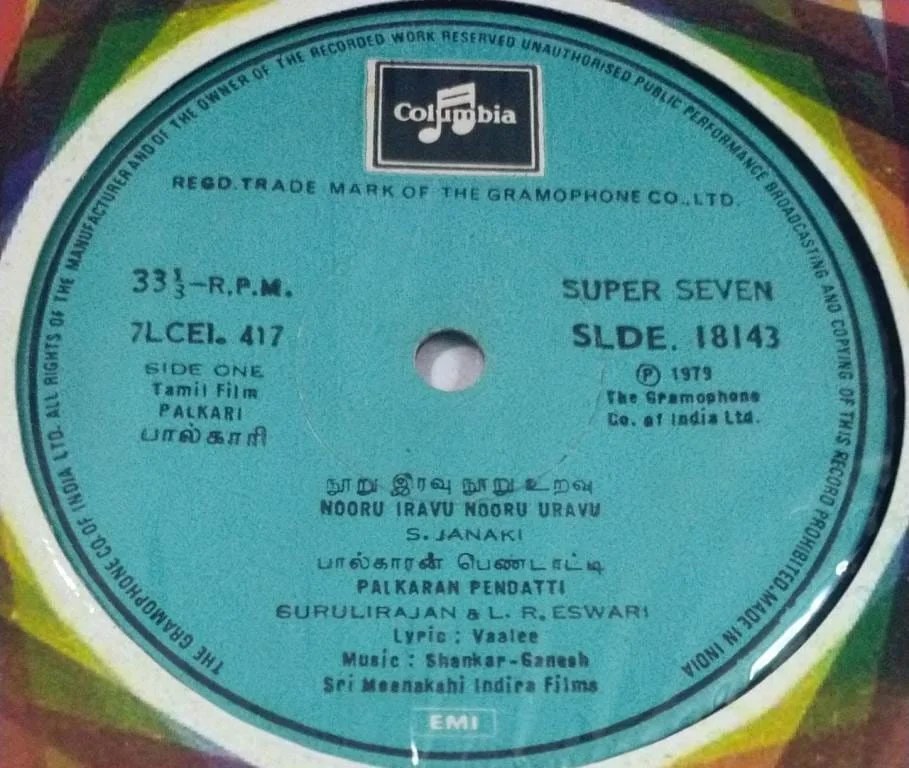 THE GRAMOPHONE CO. OF INDIA LTD. ALL RIGHTS OF THE MANUFACTURER AND OF THE OWNER OF THE RECORDED WORK RESERVED UNAUTHORISED PUBLIC PERFORMANCE BROADCASTING AND COPYING OF THIS RECORD PROHIBITED. MADE IN INDIA
Columbia
REGD. TRADE MARK OF THE GRAMOPHONE CO., LTD.
33⅓-R.P.M.
7LCEI. 417
SIDE ONE
Tamil Film
PALKARI
பால்காரி
SUPER SEVEN
SLDE. 18143
Ⓟ 1979
The Gramophone
Co. of India Ltd.
நூறு இரவு நூறு உறவு
NOORU IRAVU NOORU URAVU
S. JANAKI
பால்காரன் பெண்டாட்டி
PALKARAN PENDATTI
SURULIRAJAN & L. R. ESWARI
Lyric : Vaalee
Music : Shankar-Ganesh
Sri Meenakshi Indira Films
EMI